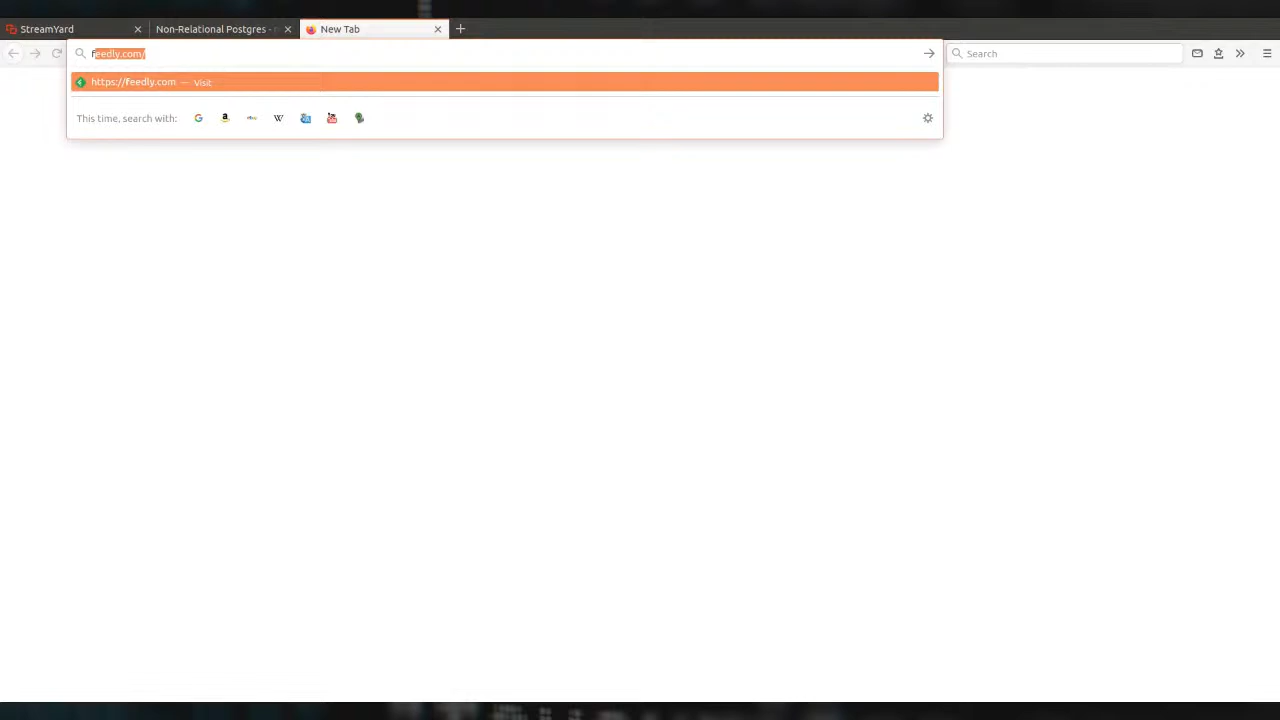 StreamYard
Non-Relational Postgres -
New Tab
feedly.com/
Search
https://feedly.com — Visit
This time, search with: